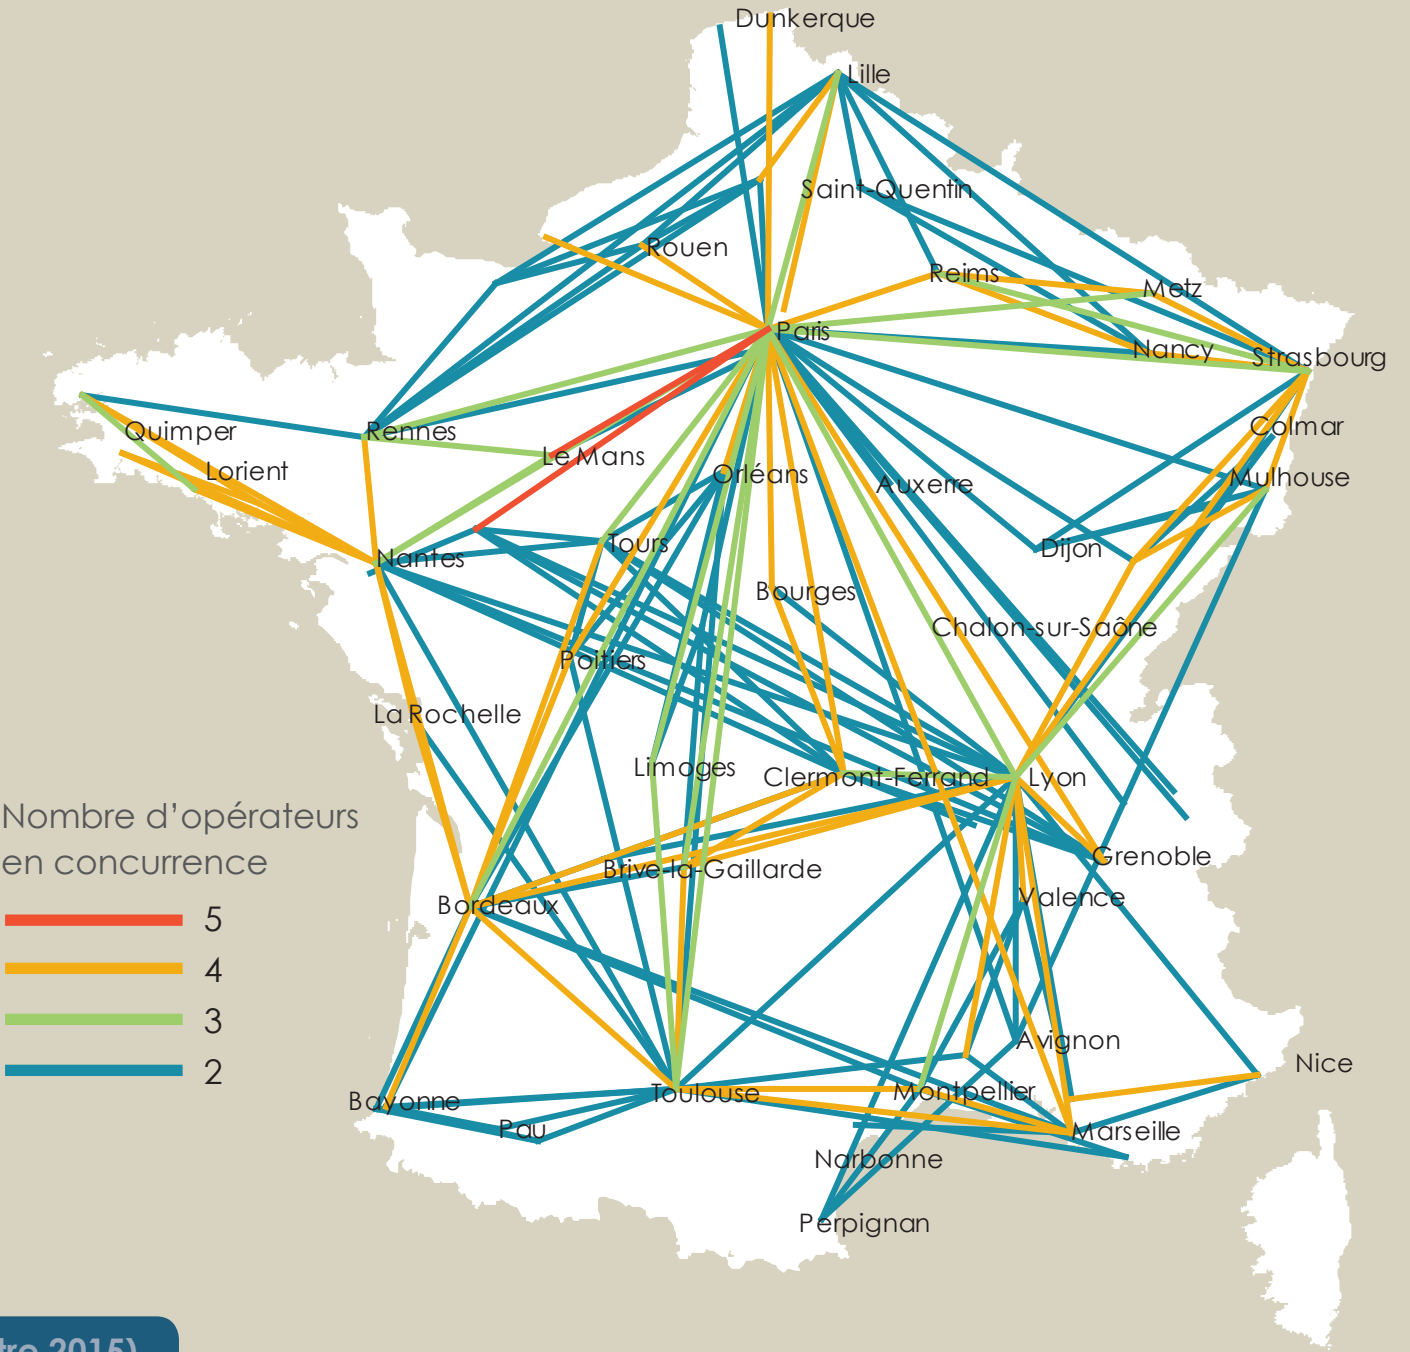 Dunkerque
Lille
Saint-Quentin
Rouen
Reims
Metz
Paris
Nancy
Strasbourg
Colmar
Quimper
Rennes
Le Mans
Lorient
Orléans
Auxerre
Mulhouse
Tours
Dijon
Nantes
Bourges
Chalon-sur-Saône
Poitiers
La Rochelle
Limoges
Clermont-Ferrand
Lyon
Nombre d'opérateurs
en concurrence
Grenoble
Brive-la-Gaillarde
Valence
Bordeaux
5
4
3
2
Avignon
Nice
Bayonne
Toulouse
Montpellier
Pau
Marseille
Narbonne
Perpignan
2015)